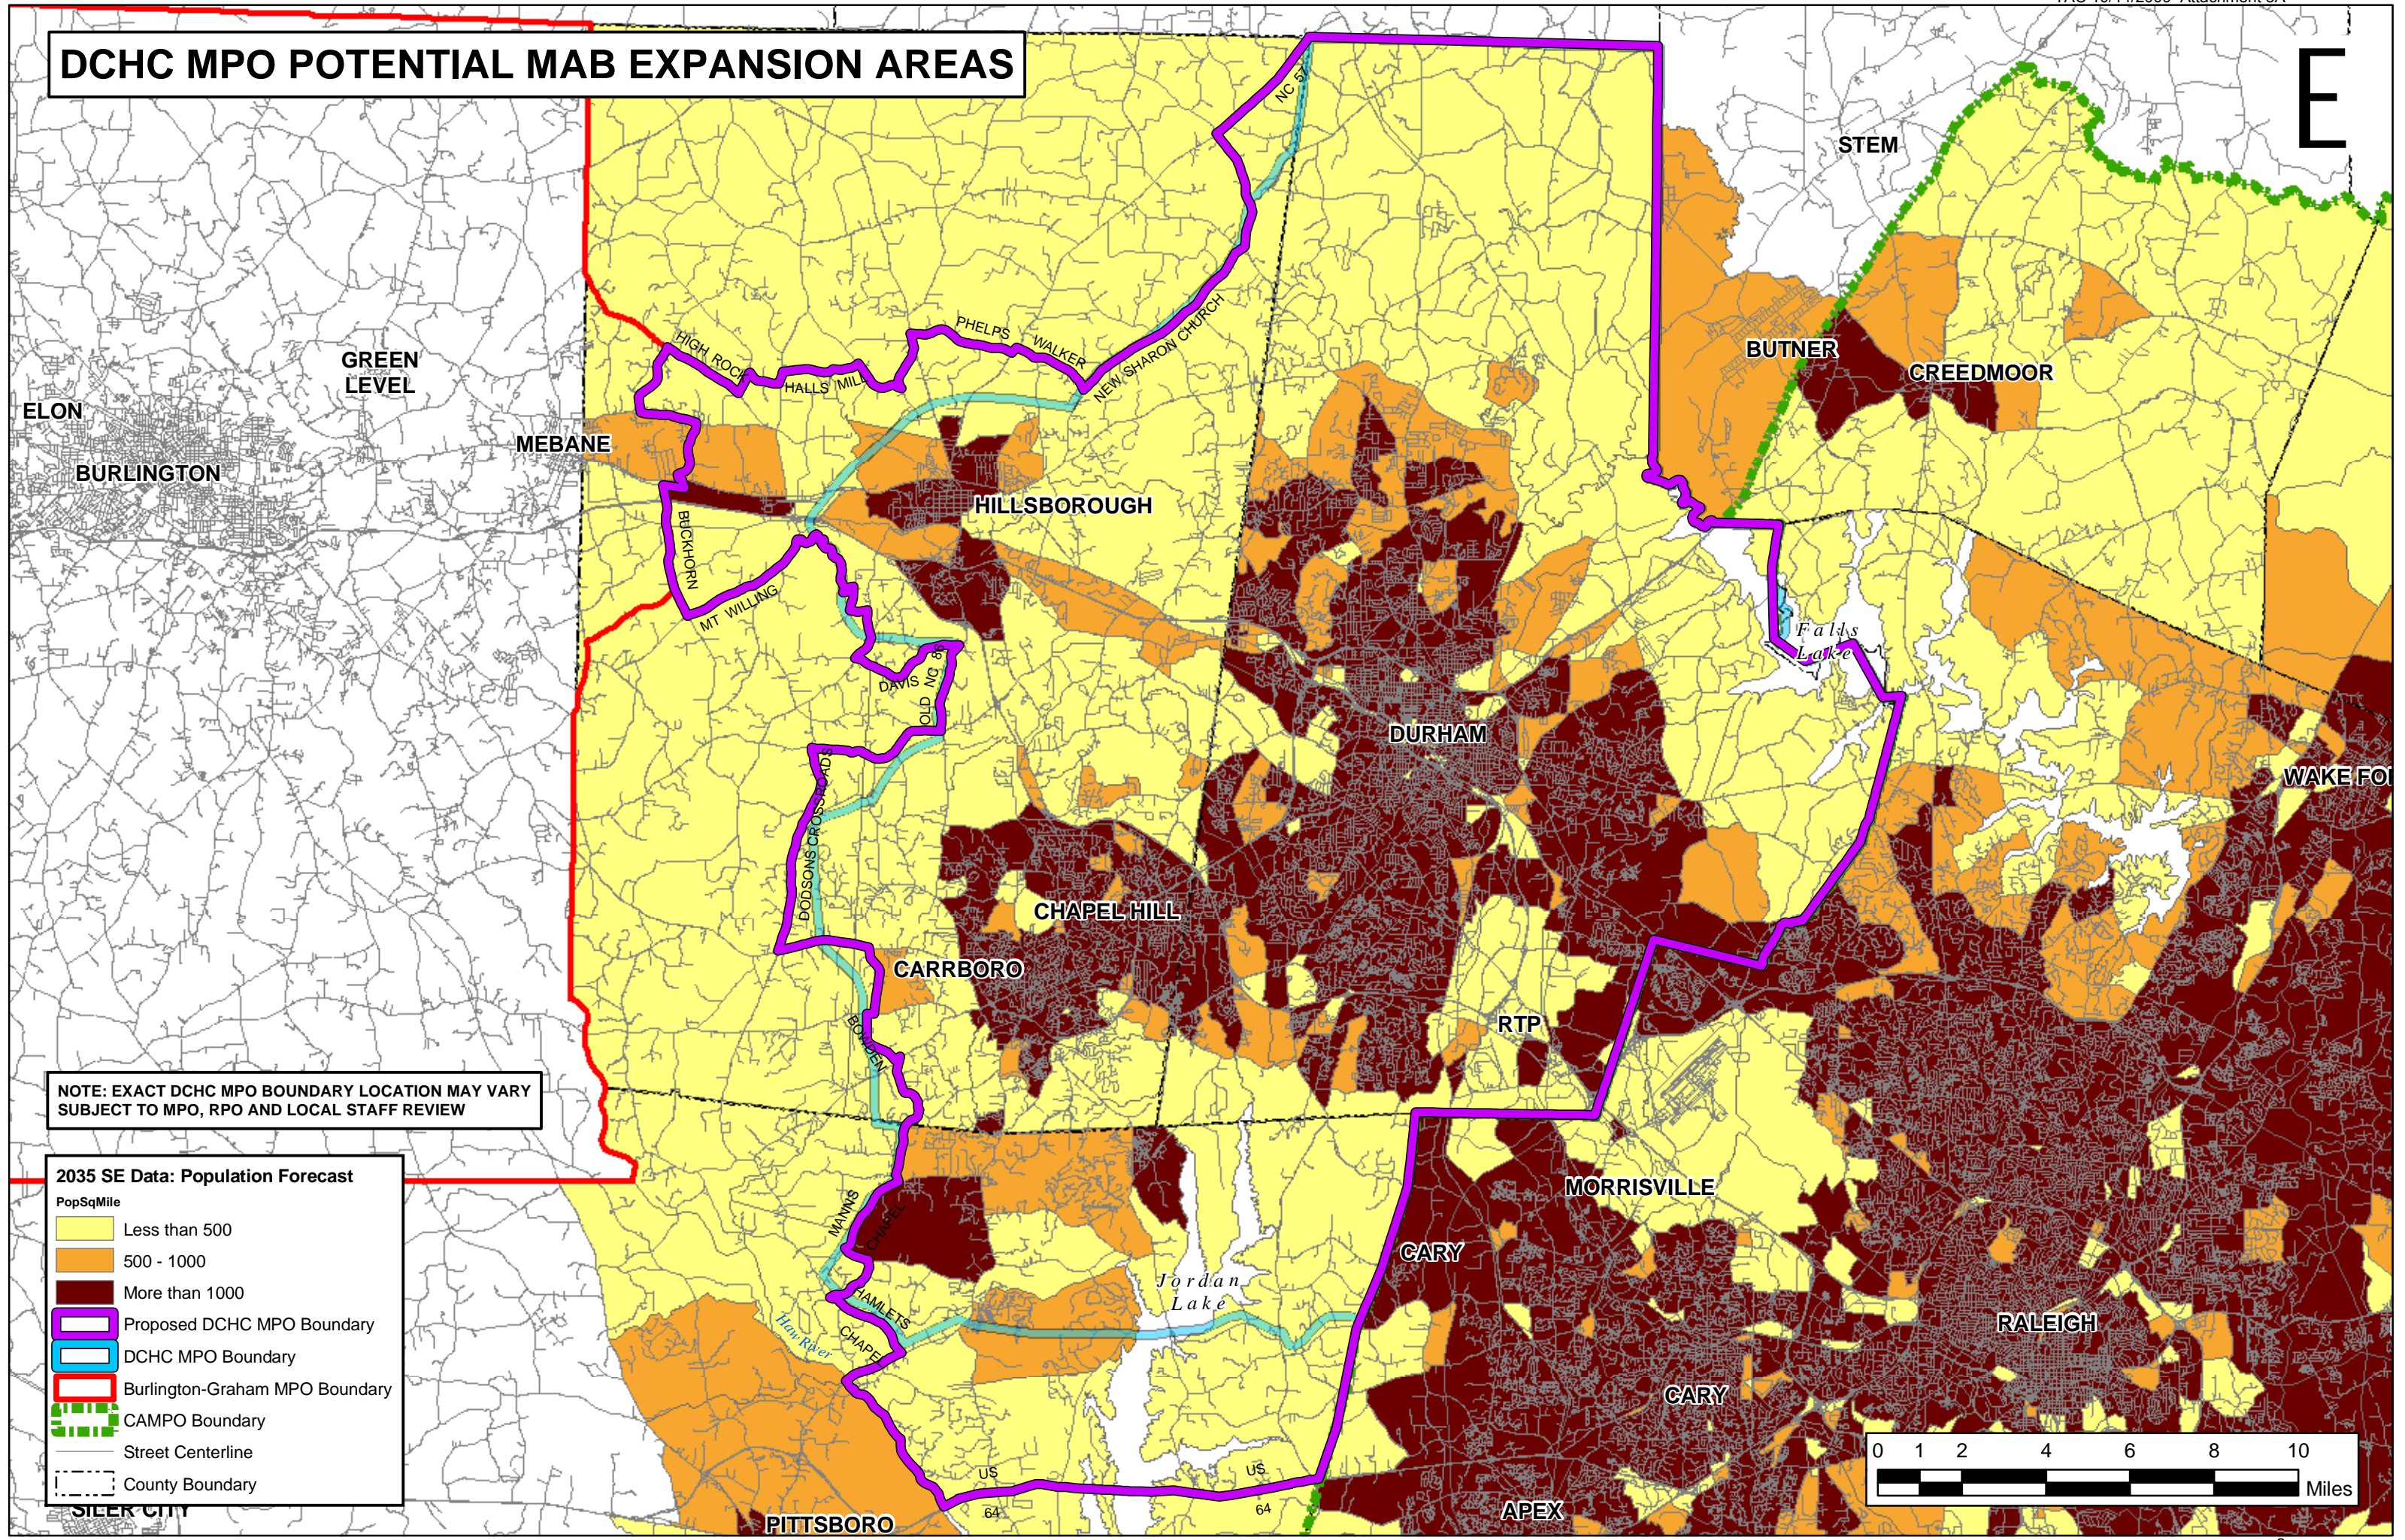 DCHC MPO POTENTIAL MAB EXPANSION AREAS
E
NC 57
STEM
PHELPS
WALKER
NEW SHARON CHURCH
HIGH ROCK
HALLS MILL
GREEN
LEVEL
BUTNER
CREEDMOOR
ELON
MEBANE
BURLINGTON
HILLSBOROUGH
BUCKHORN
MT WILLING
Falls
Lake
DAVIS
OLD NC 86
DURHAM
WAKE FO
DODSONS CROSSROADS
CHAPEL HILL
CARRBORO
BOWDEN
RTP
NOTE: EXACT DCHC MPO BOUNDARY LOCATION MAY VARY
SUBJECT TO MPO, RPO AND LOCAL STAFF REVIEW
MORRISVILLE
MANNS
CHAPEL
CARY
Jordan
Lake
HAMLETS
CHAPEL
Haw River
RALEIGH
CARY
US
64
US
64
APEX
PITTSBORO
SILER CITY
2035 SE Data: Population Forecast
PopSqMile
Less than 500
500 - 1000
More than 1000
Proposed DCHC MPO Boundary
DCHC MPO Boundary
Burlington-Graham MPO Boundary
CAMPO Boundary
Street Centerline
County Boundary
0 1 2 4 6 8 10
Miles